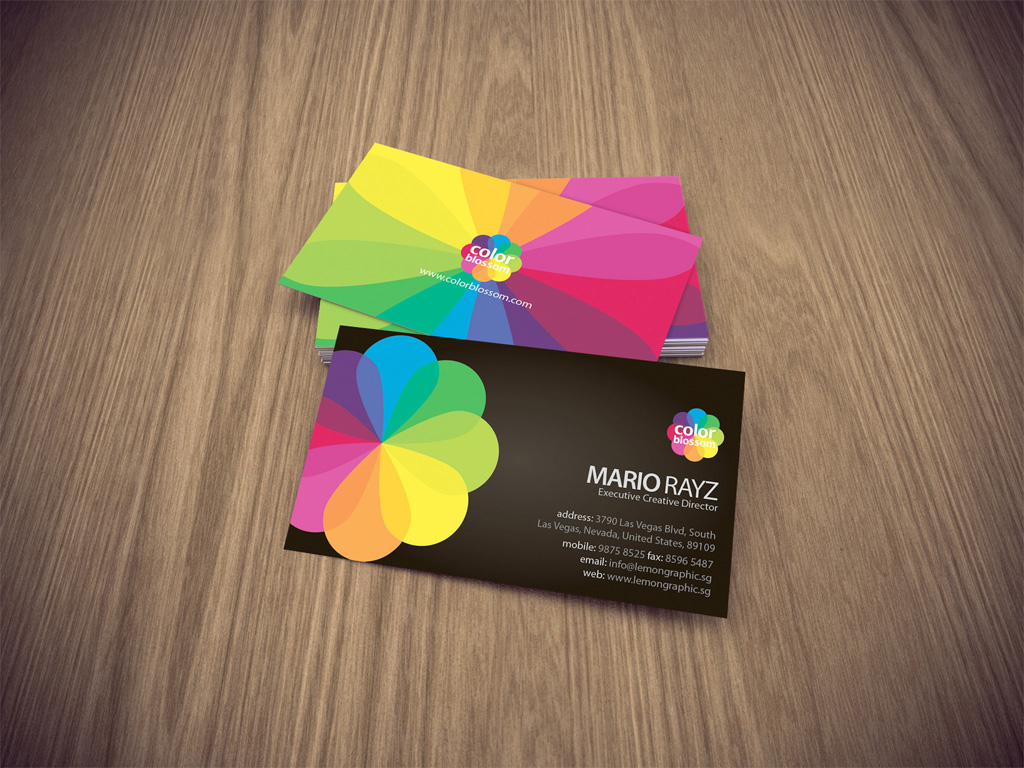 color
blossom
www.colorblossom.com
color
blossom
MARIO RAYZ
Executive Creative Director
address: 3790 Las Vegas Blvd, South
Las Vegas, Nevada, United States, 89109
mobile: 9875 8525 fax: 8596 5487
email: info@lemongraphic.sg
web: www.lemongraphic.sg